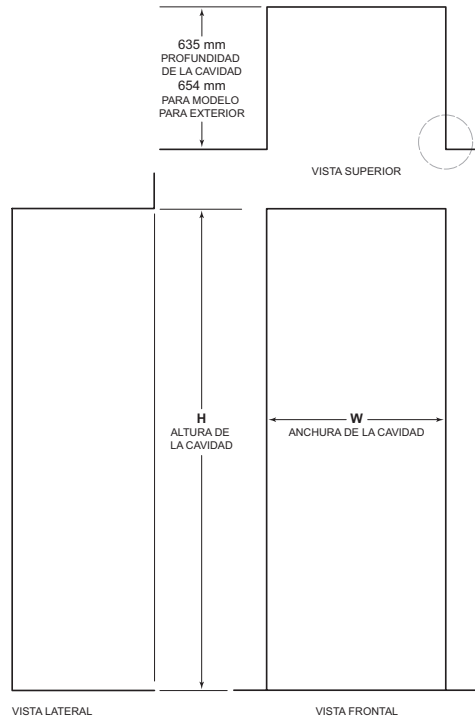 635 mm
PROFUNDIDAD
DE LA CAVIDAD
654 mm
PARA MODELO
PARA EXTERIOR
VISTA SUPERIOR
H
ALTURA DE
LA CAVIDAD
W
ANCHURA DE LA CAVIDAD
VISTA LATERAL
VISTA FRONTAL